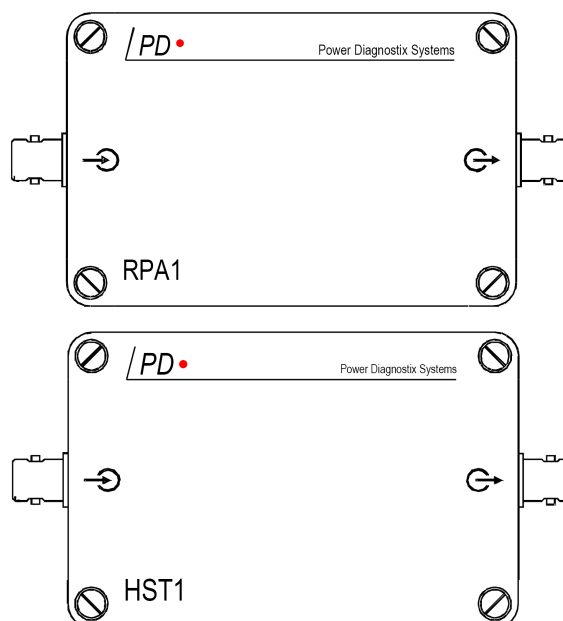 PD
Power Diagnostix Systems
RPA1
PD
Power Diagnostix Systems
HST1